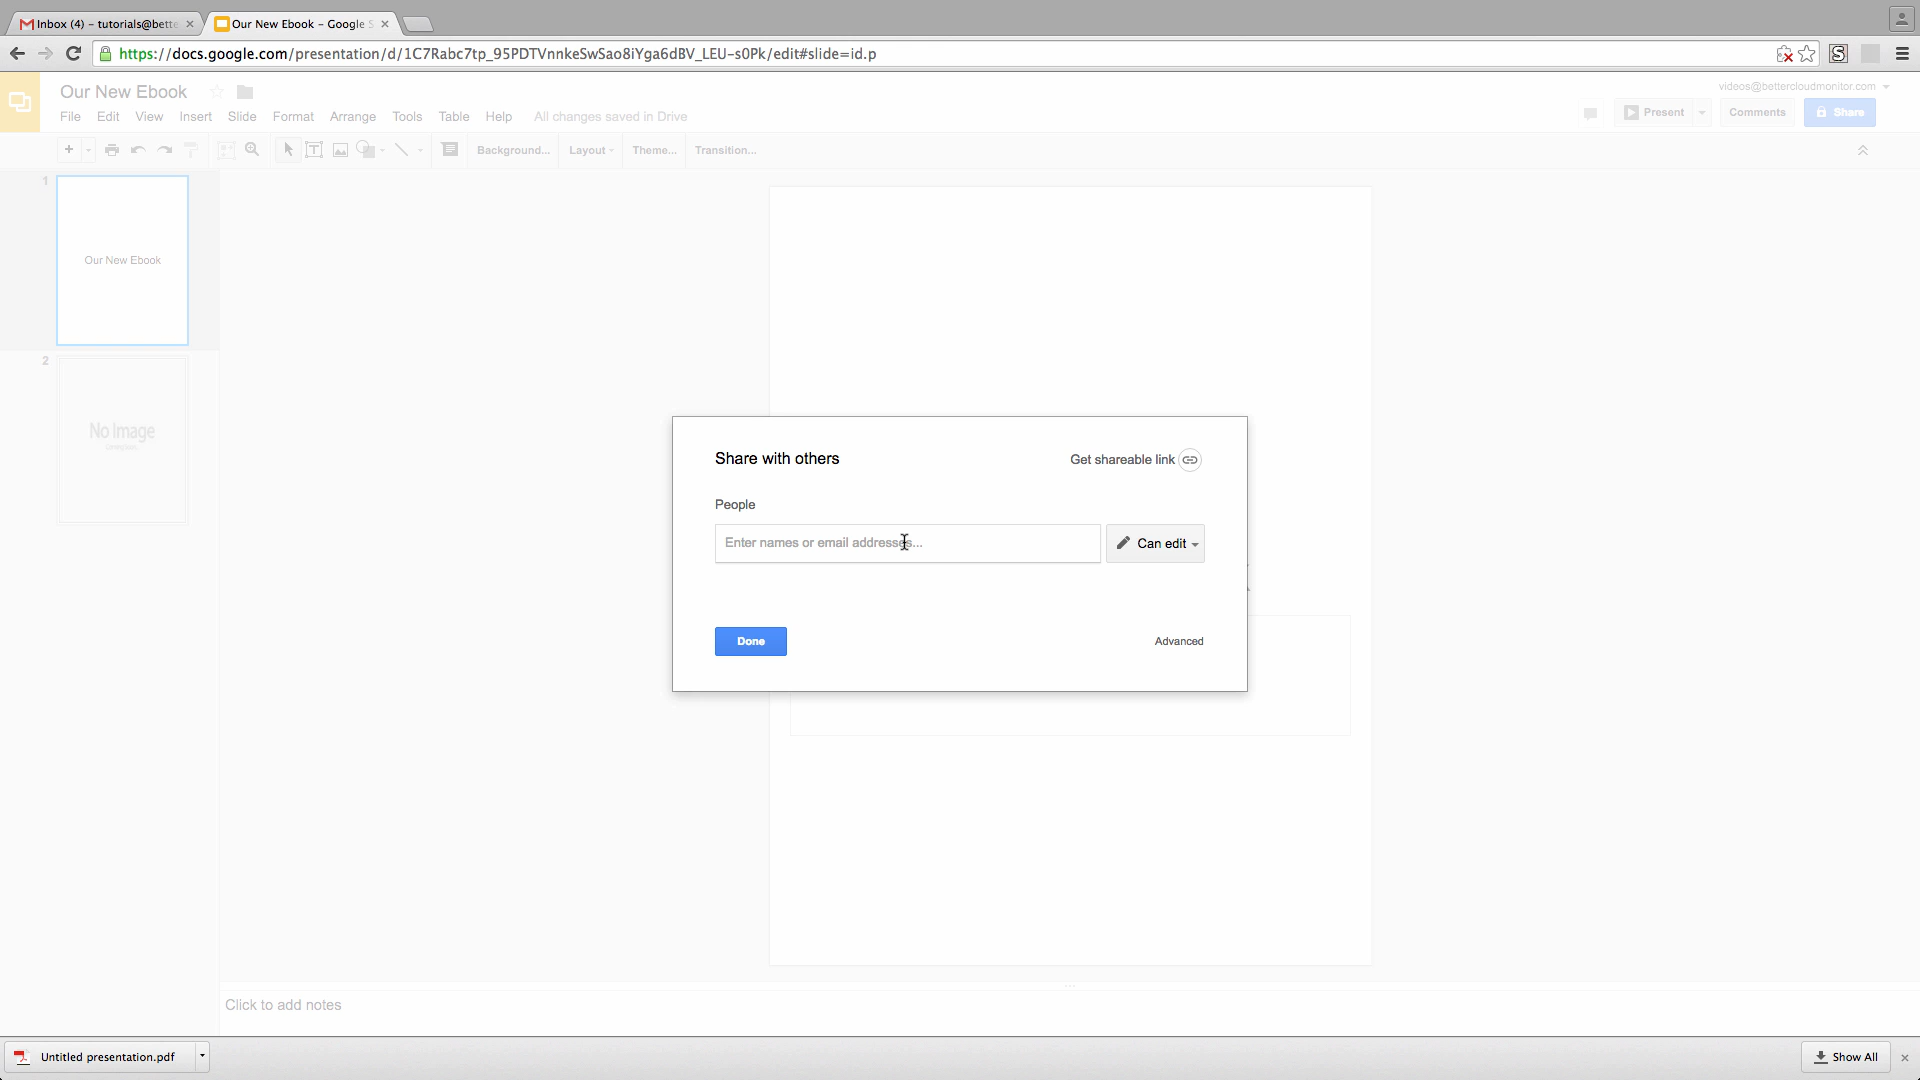 Inbox (4) – tutorials@bette
Our New Ebook – Google S
https://docs.google.com/presentation/d/1C7Rabc7tp_95PDTVnnkeSwSao8iYga6dBV_LEU-s0Pk/edit#slide=id.p
Our New Ebook
videos@bettercloudmonitor.com
File Edit View Insert Slide Format Arrange Tools Table Help All changes saved in Drive
Present Comments Share
Background... Layout Theme... Transition...
1
Our New Ebook
2
No Image
Share with others
Get shareable link
People
Enter names or email addresses...
Can edit
Done
Advanced
Click to add notes
Untitled presentation.pdf
Show All